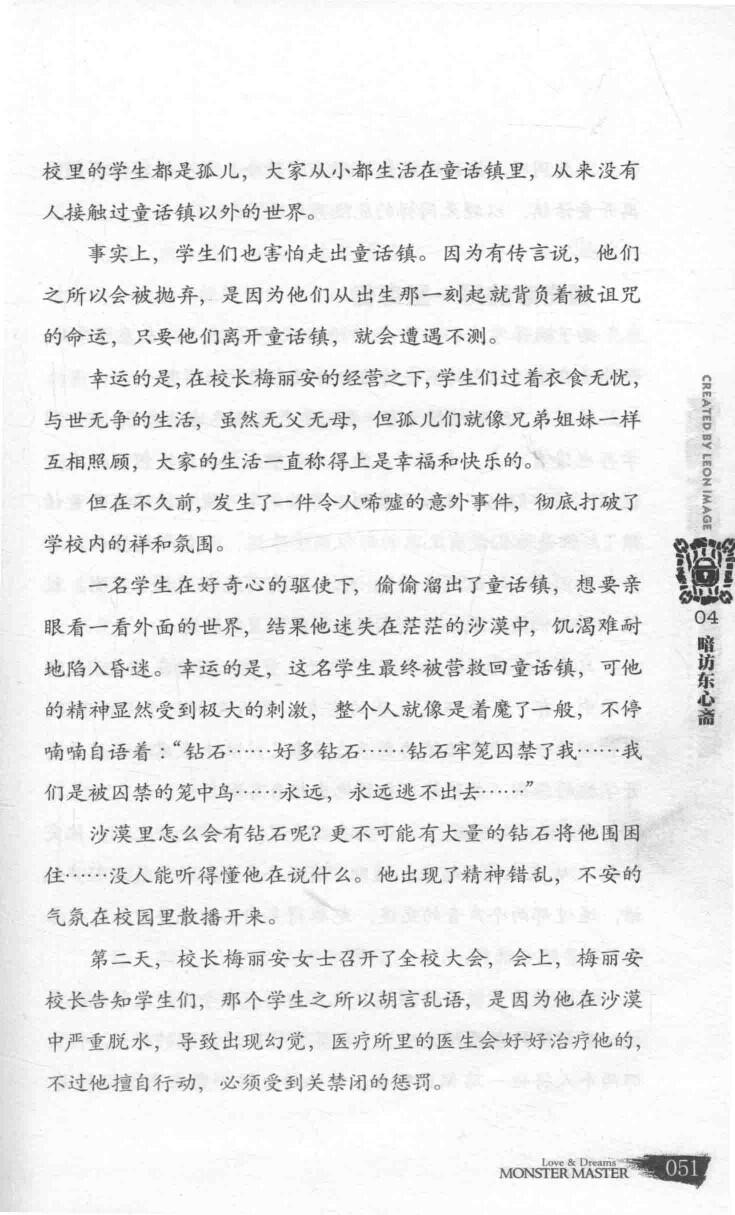 校里的学生都是孤儿，大家从小都生活在童话镇里，从来没有
人接触过童话镇以外的世界。
事实上，学生们也害怕走出童话镇。因为有传言说，他们
之所以会被抛弃，是因为他们从出生那一刻起就背负着被诅咒
的命运，只要他们离开童话镇，就会遭遇不测。
幸运的是，在校长梅丽安的经营之下，学生们过着衣食无忧，
与世无争的生活，虽然无父无母，但孤儿们就像兄弟姐妹一样
互相照顾，大家的生活一直称得上是幸福和快乐的。
但在不久前，发生了一件令人唏嘘的意外事件，彻底打破了
学校内的祥和氛围。
一名学生在好奇心的驱使下，偷偷溜出了童话镇，想要亲
眼看一看外面的世界，结果他迷失在茫茫的沙漠中，饥渴难耐
地陷入昏迷。幸运的是，这名学生最终被营救回童话镇，可他
的精神显然受到极大的刺激，整个人就像是着魔了一般，不停
喃喃自语着：“钻石……好多钻石……钻石牢笼囚禁了我……我
们是被囚禁的笼中鸟……永远，永远逃不出去……”
沙漠里怎么会有钻石呢？更不可能有大量的钻石将他围困
住……没人能听得懂他在说什么。他出现了精神错乱，不安的
气氛在校园里散播开来。
第二天，校长梅丽安女士召开了全校大会，会上，梅丽安
校长告知学生们，那个学生之所以胡言乱语，是因为他在沙漠
中严重脱水，导致出现幻觉，医疗所里的医生会好好治疗他的，
不过他擅自行动，必须受到关禁闭的惩罚。
CREATED BY LEON IMAGE
04
暗访东心斋
Love & Dreams
MONSTER MASTER
051